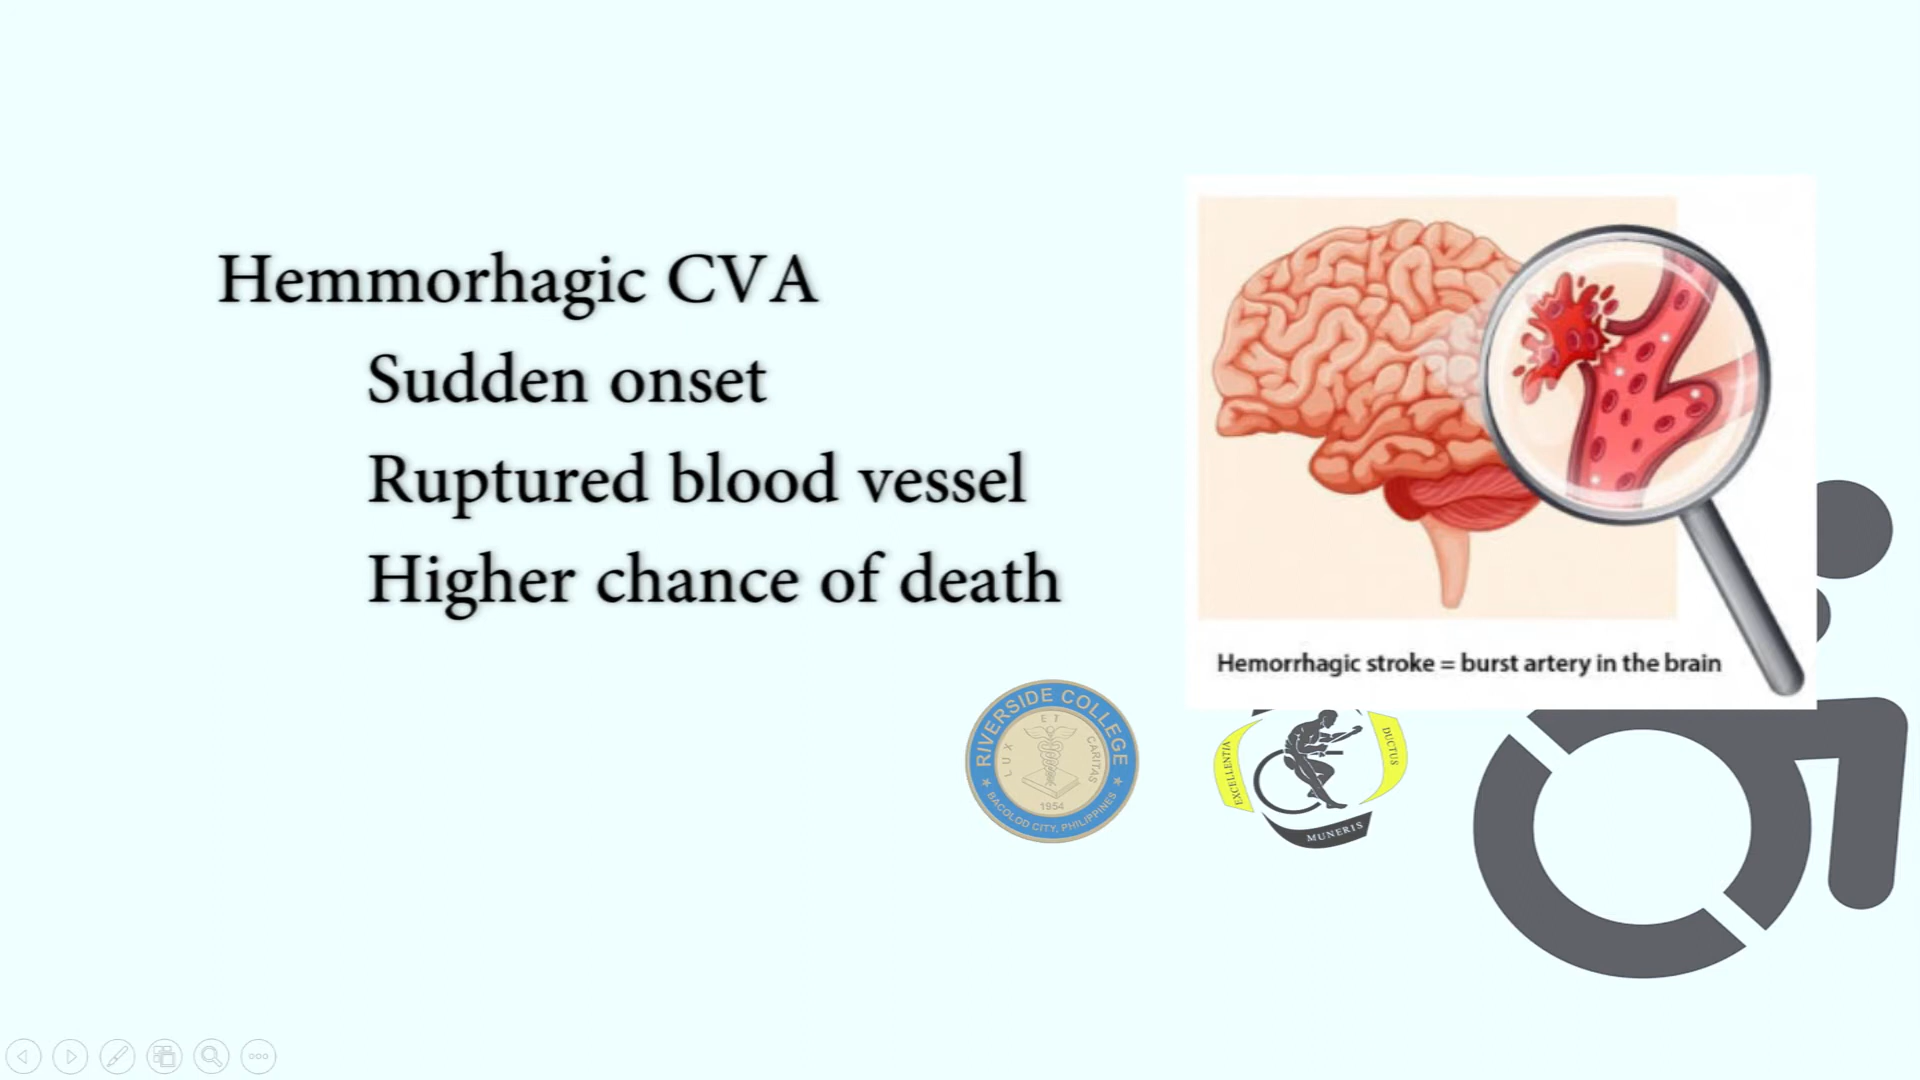 Hemmorhagic CVA
Sudden onset
Ruptured blood vessel
Higher chance of death
Hemorrhagic stroke = burst artery in the brain
RIVERSIDE COLLEGE
LUX ET CARITAS
1954
BACOLOD CITY, PHILIPPINES
EXCELLENTIA
DUCTUS
MUNERIS